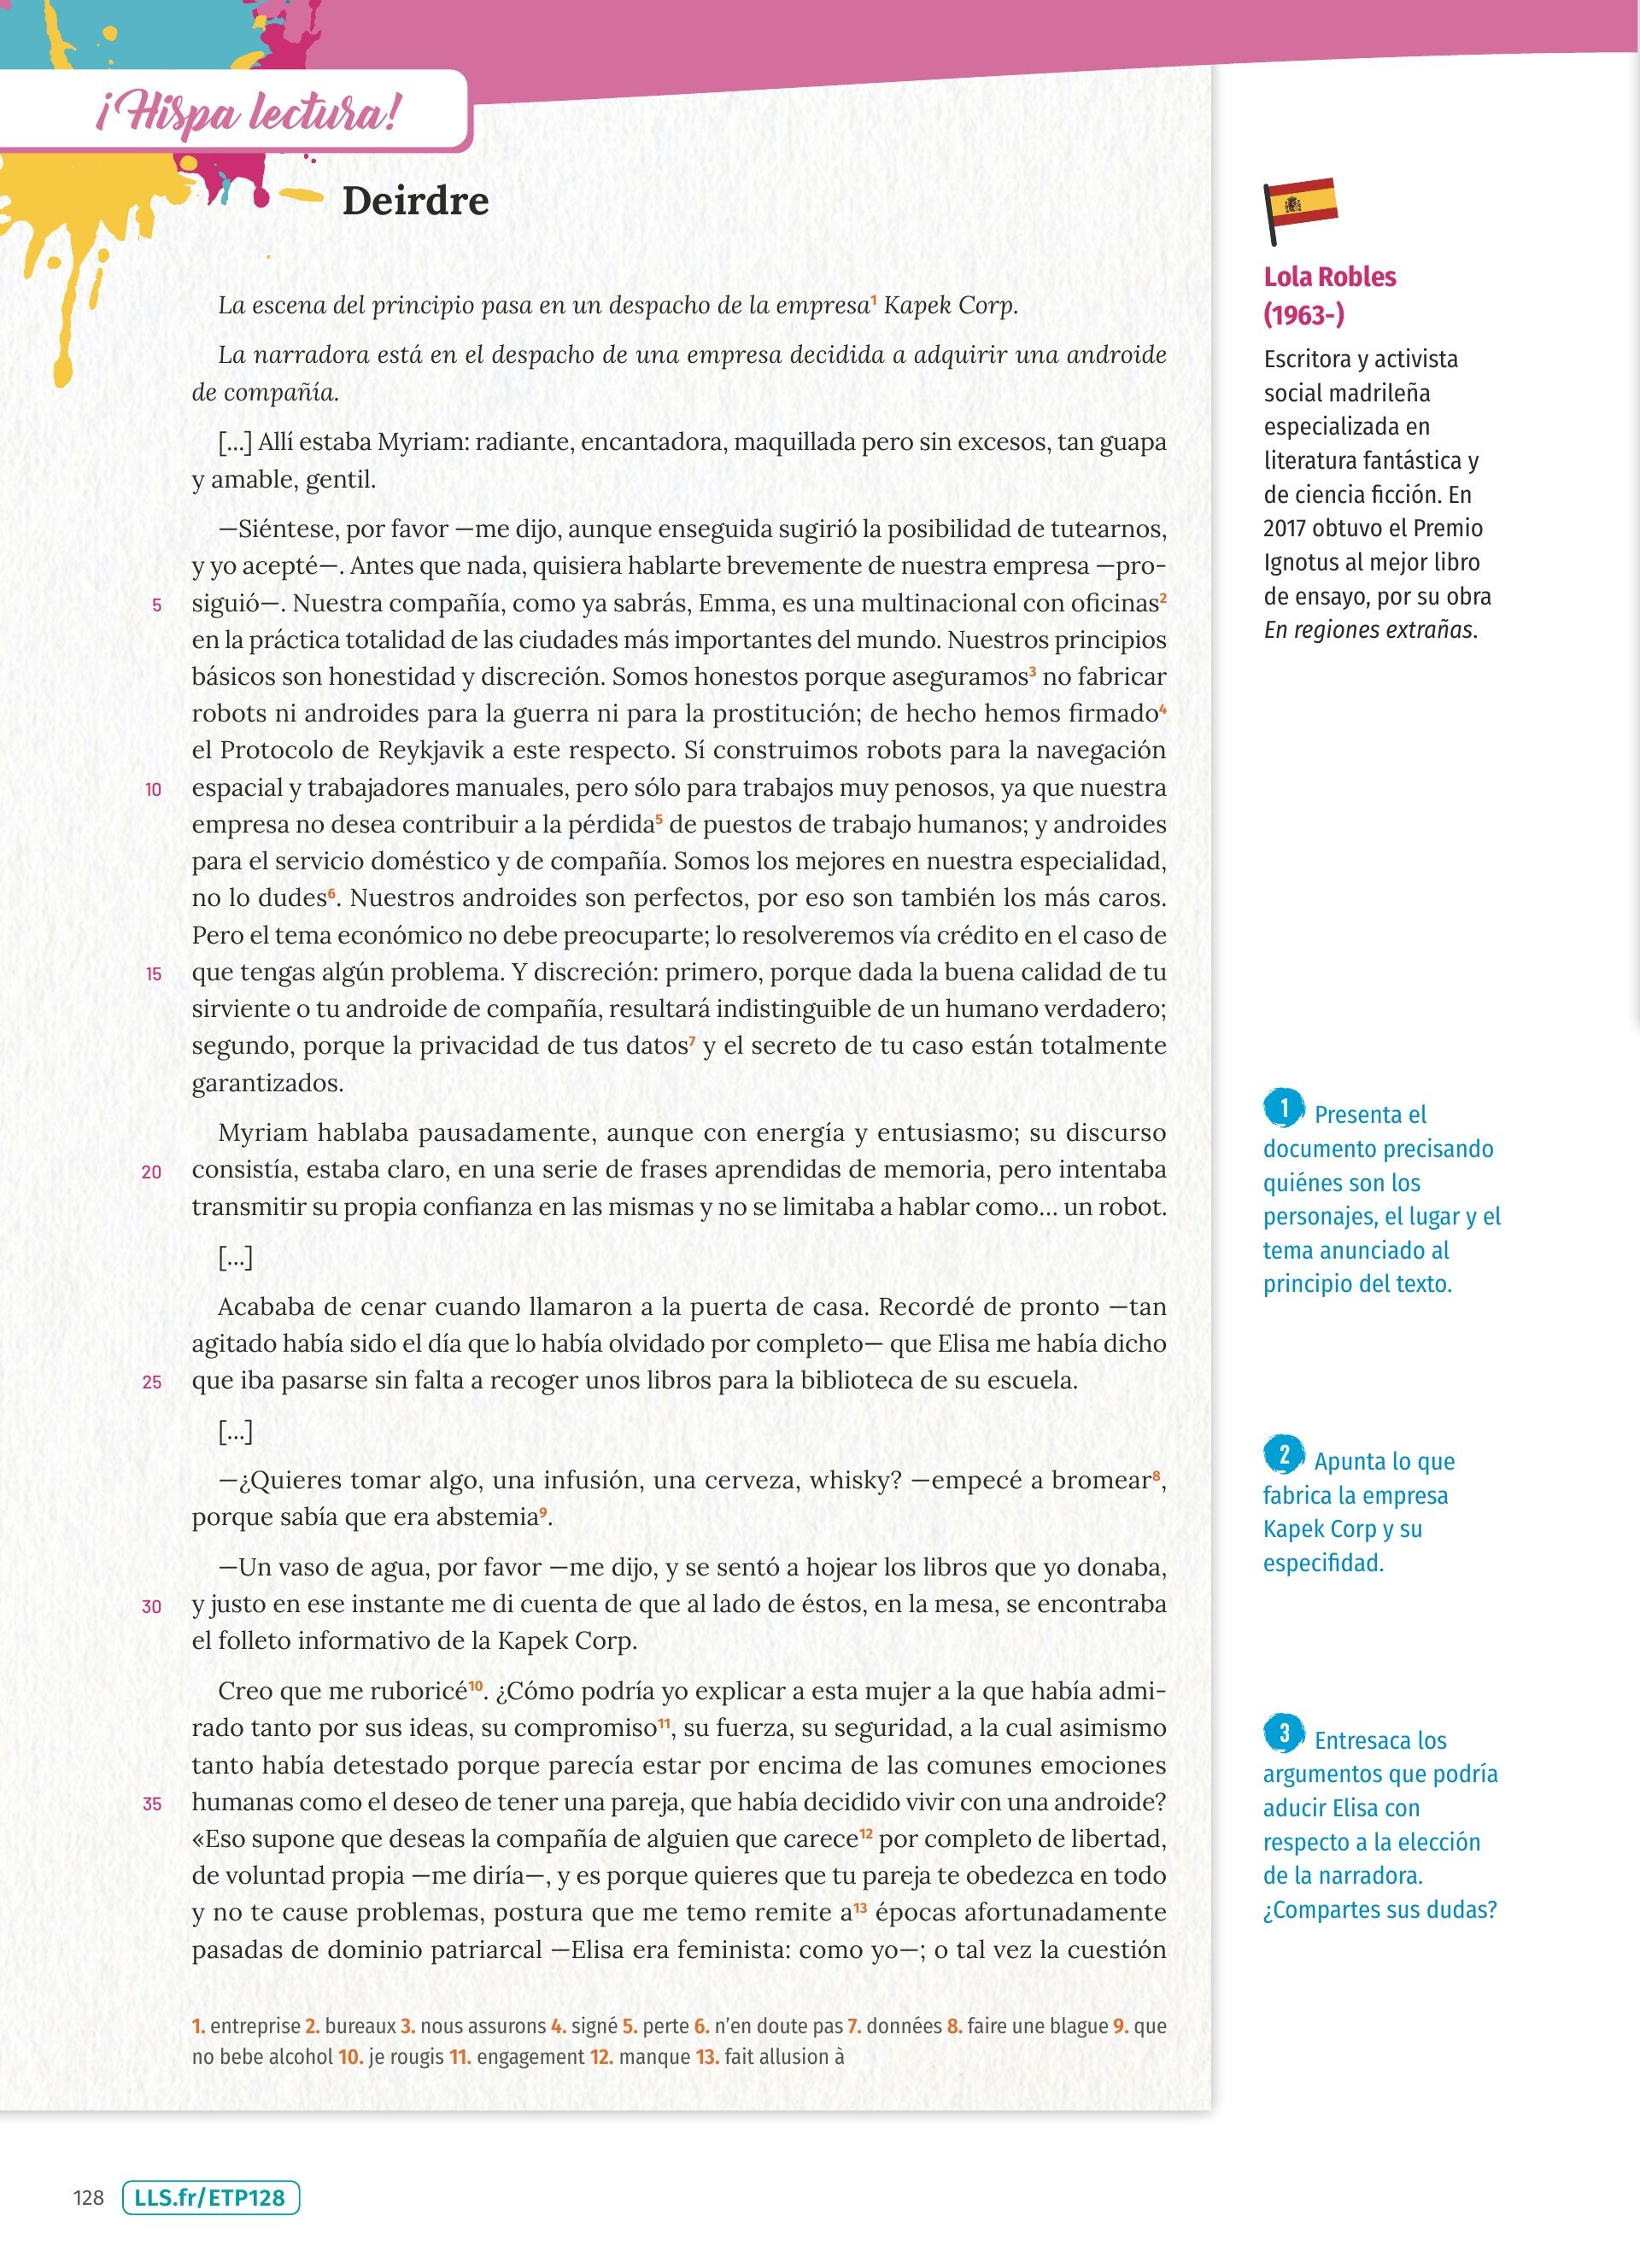 ¡Hispa lectura!
Deirdre
La escena del principio pasa en un despacho de la empresa1 Kapek Corp.
La narradora está en el despacho de una empresa decidida a adquirir una androide
de compañía.
[...] Allí estaba Myriam: radiante, encantadora, maquillada pero sin excesos, tan guapa
y amable, gentil.
—Siéntese, por favor —me dijo, aunque enseguida sugirió la posibilidad de tutearnos,
y yo acepté—. Antes que nada, quisiera hablarte brevemente de nuestra empresa —pro-
5 siguió—. Nuestra compañía, como ya sabrás, Emma, es una multinacional con oficinas2
en la práctica totalidad de las ciudades más importantes del mundo. Nuestros principios
básicos son honestidad y discreción. Somos honestos porque aseguramos3 no fabricar
robots ni androides para la guerra ni para la prostitución; de hecho hemos firmado4
el Protocolo de Reykjavik a este respecto. Sí construimos robots para la navegación
10 espacial y trabajadores manuales, pero sólo para trabajos muy penosos, ya que nuestra
empresa no desea contribuir a la pérdida5 de puestos de trabajo humanos; y androides
para el servicio doméstico y de compañía. Somos los mejores en nuestra especialidad,
no lo dudes6. Nuestros androides son perfectos, por eso son también los más caros.
Pero el tema económico no debe preocuparte; lo resolveremos vía crédito en el caso de
15 que tengas algún problema. Y discreción: primero, porque dada la buena calidad de tu
sirviente o tu androide de compañía, resultará indistinguible de un humano verdadero;
segundo, porque la privacidad de tus datos7 y el secreto de tu caso están totalmente
garantizados.
Myriam hablaba pausadamente, aunque con energía y entusiasmo; su discurso
20 consistía, estaba claro, en una serie de frases aprendidas de memoria, pero intentaba
transmitir su propia confianza en las mismas y no se limitaba a hablar como... un robot.
[...]
Acababa de cenar cuando llamaron a la puerta de casa. Recordé de pronto —tan
agitado había sido el día que lo había olvidado por completo— que Elisa me había dicho
25 que iba pasarse sin falta a recoger unos libros para la biblioteca de su escuela.
[...]
—¿Quieres tomar algo, una infusión, una cerveza, whisky? —empecé a bromear8,
porque sabía que era abstemia9.
—Un vaso de agua, por favor —me dijo, y se sentó a hojear los libros que yo donaba,
30 y justo en ese instante me di cuenta de que al lado de éstos, en la mesa, se encontraba
el folleto informativo de la Kapek Corp.
Creo que me ruboricé10. ¿Cómo podría yo explicar a esta mujer a la que había admi-
rado tanto por sus ideas, su compromiso11, su fuerza, su seguridad, a la cual asimismo
tanto había detestado porque parecía estar por encima de las comunes emociones
35 humanas como el deseo de tener una pareja, que había decidido vivir con una androide?
«Eso supone que deseas la compañía de alguien que carece12 por completo de libertad,
de voluntad propia —me diría—, y es porque quieres que tu pareja te obedezca en todo
y no te cause problemas, postura que me temo remite a13 épocas afortunadamente
pasadas de dominio patriarcal —Elisa era feminista: como yo—; o tal vez la cuestión
1. entreprise 2. bureaux 3. nous assurons 4. signé 5. perte 6. n'en doute pas 7. données 8. faire une blague 9. que
no bebe alcohol 10. je rougis 11. engagement 12. manque 13. fait allusion à
Lola Robles
(1963-)
Escritora y activista
social madrileña
especializada en
literatura fantástica y
de ciencia ficción. En
2017 obtuvo el Premio
Ignotus al mejor libro
de ensayo, por su obra
En regiones extrañas.
1 Presenta el
documento precisando
quiénes son los
personajes, el lugar y el
tema anunciado al
principio del texto.
2 Apunta lo que
fabrica la empresa
Kapek Corp y su
especifidad.
3 Entresaca los
argumentos que podría
aducir Elisa con
respecto a la elección
de la narradora.
¿Compartes sus dudas?
128 LLS.fr/ETP128